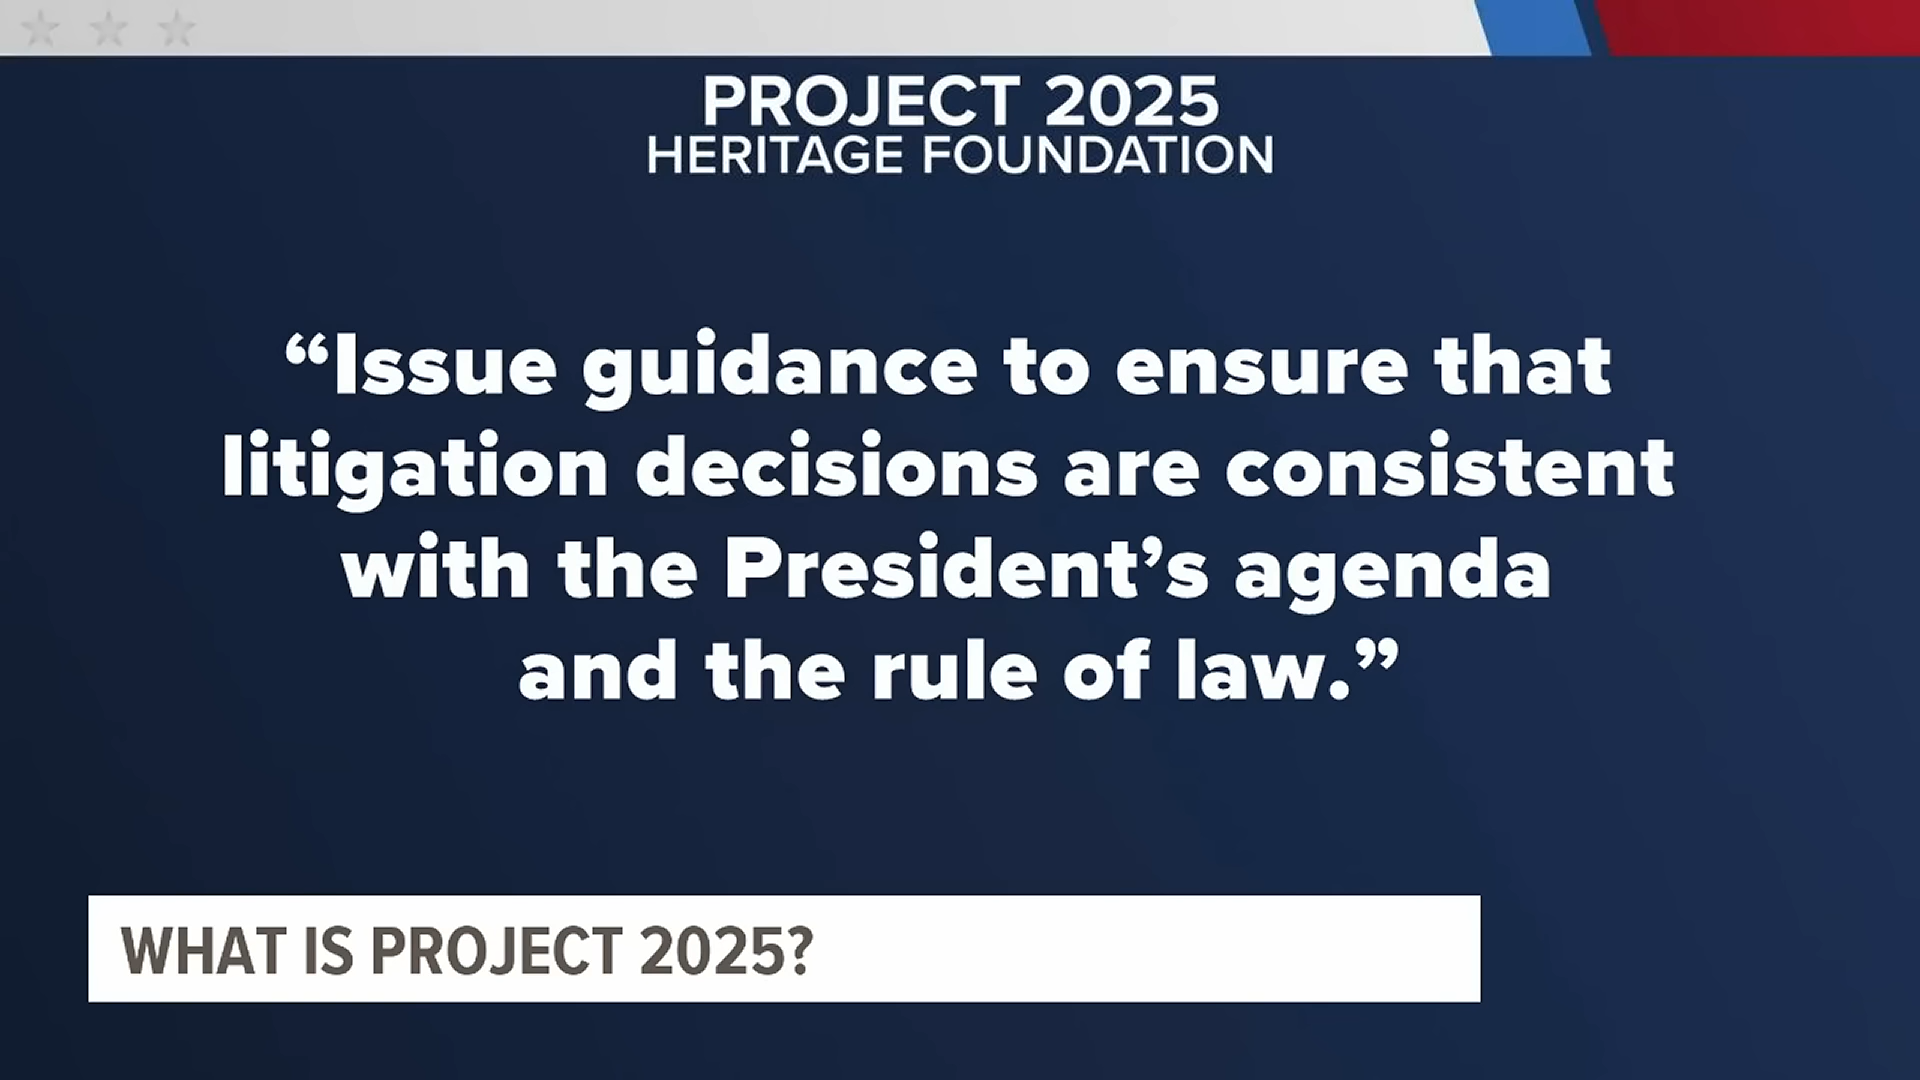 PROJECT 2025
HERITAGE FOUNDATION
“Issue guidance to ensure that
litigation decisions are consistent
with the President’s agenda
and the rule of law.”
WHAT IS PROJECT 2025?